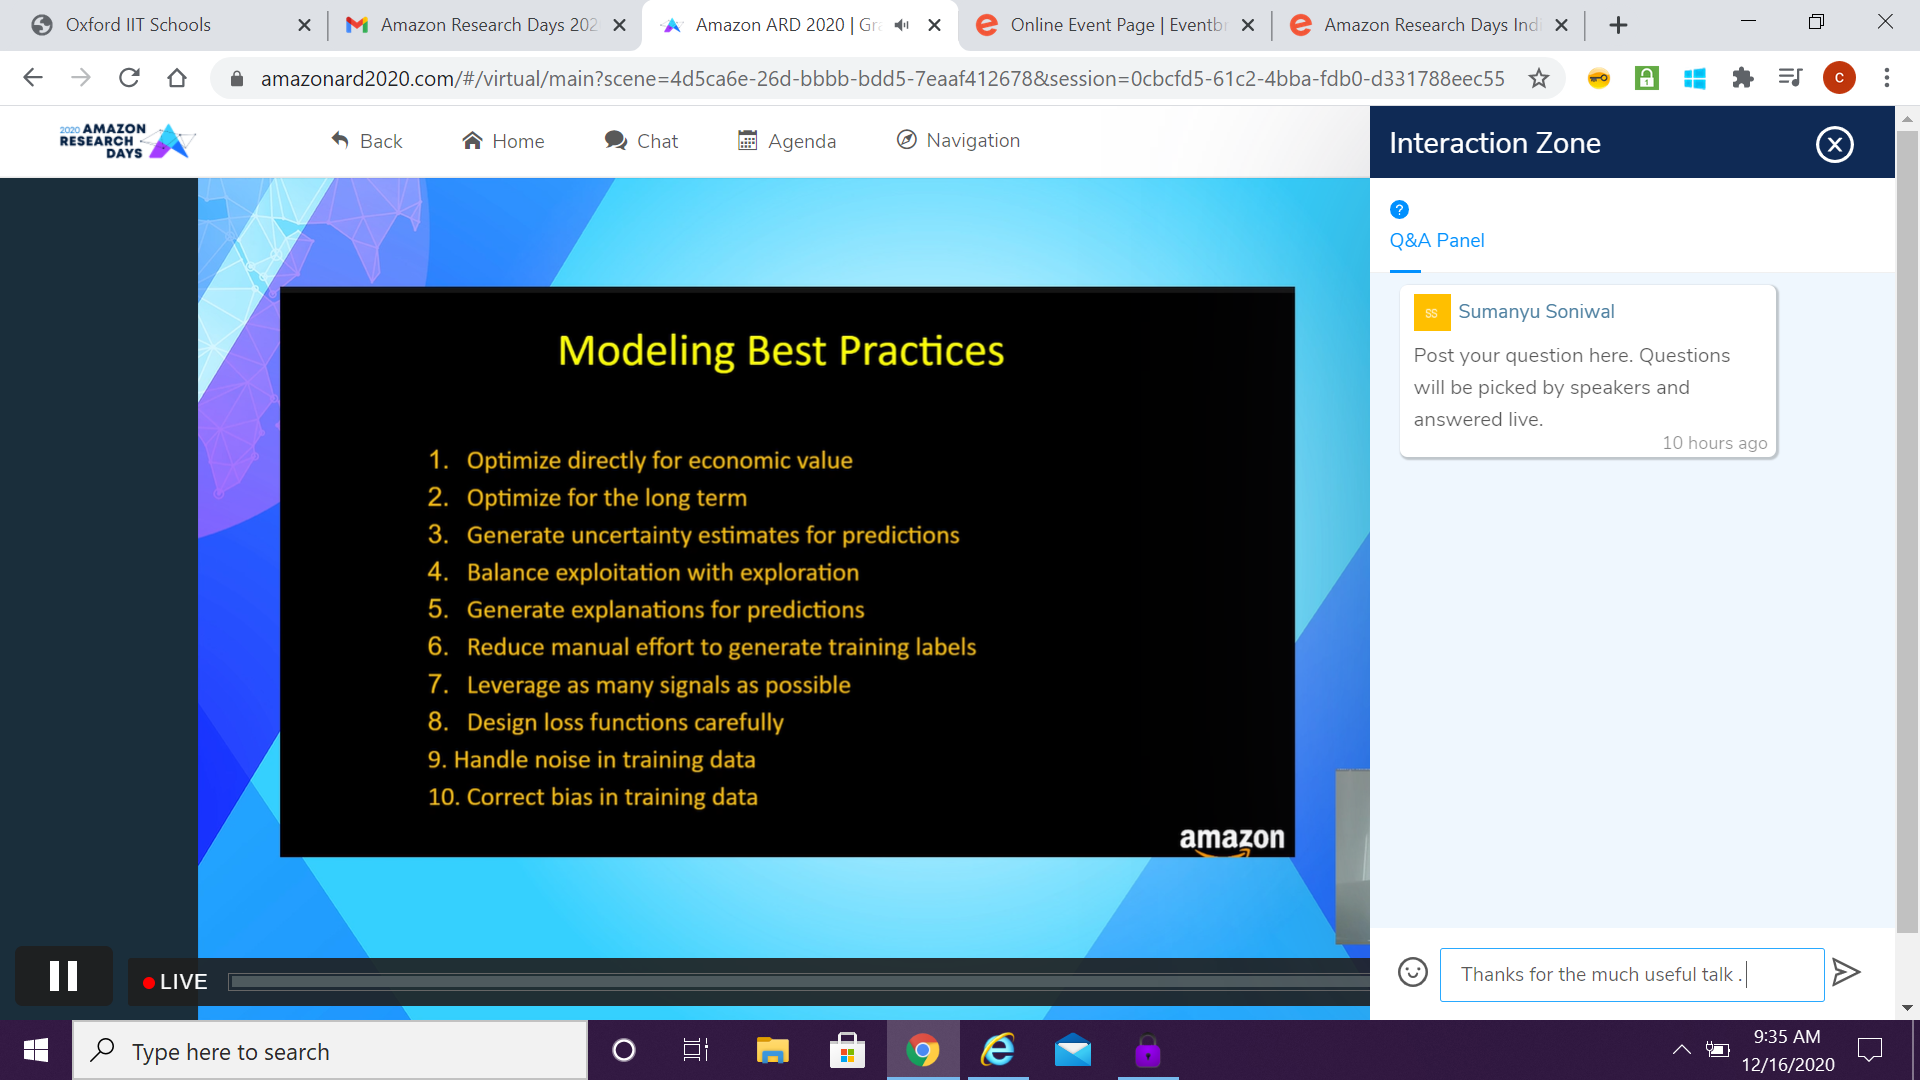 Oxford IIT Schools
Amazon Research Days 202
Amazon ARD 2020 | Gra
Online Event Page | Eventbr
Amazon Research Days Indi
amazonard2020.com/#/virtual/main?scene=4d5ca6e-26d-bbbb-bdd5-7eaaf412678&session=0cbcfd5-61c2-4bba-fdb0-d331788eec55
C
2020 AMAZON
RESEARCH
DAYS
Back
Home
Chat
Agenda
Navigation
Interaction Zone
Q&A Panel
SS
Sumanyu Soniwal
Post your question here. Questions
will be picked by speakers and
answered live.
10 hours ago
Modeling Best Practices
1. Optimize directly for economic value
2. Optimize for the long term
3. Generate uncertainty estimates for predictions
4. Balance exploitation with exploration
5. Generate explanations for predictions
6. Reduce manual effort to generate training labels
7. Leverage as many signals as possible
8. Design loss functions carefully
9. Handle noise in training data
10. Correct bias in training data
amazon
LIVE
Thanks for the much useful talk .
Type here to search
9:35 AM
12/16/2020